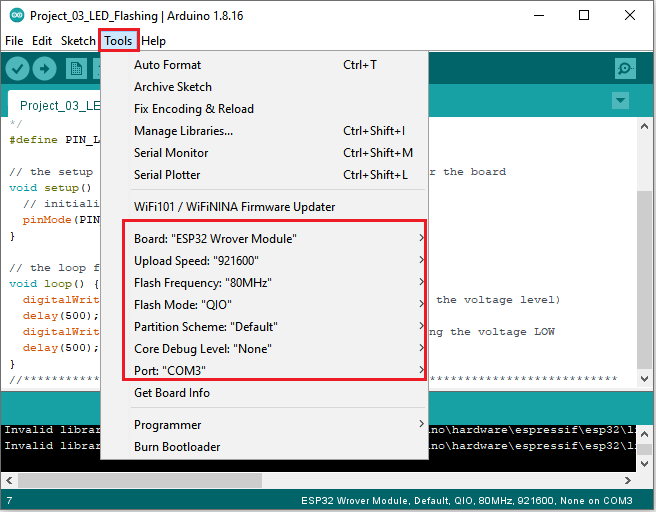 Project_03_LED_Flashing | Arduino 1.8.16
File Edit Sketch Tools Help
Auto Format Ctrl+T
Archive Sketch
Fix Encoding & Reload
Manage Libraries... Ctrl+Shift+I
Serial Monitor Ctrl+Shift+M
Serial Plotter Ctrl+Shift+L
WiFi101 / WiFiNINA Firmware Updater
Board: "ESP32 Wrover Module"
Upload Speed: "921600"
Flash Frequency: "80MHz"
Flash Mode: "QIO"
Partition Scheme: "Default"
Core Debug Level: "None"
Port: "COM3"
Get Board Info
Programmer
Burn Bootloader
Project_03_LE
*/
#define PIN_L
// the setup r the board
void setup()
// initiali
pinMode(PIN
}
// the loop f
void loop() {
digitalWrit the voltage level)
delay(500);
digitalWrit ng the voltage LOW
delay(500);
}
Invalid librar no\hardware\espressif\esp32\l
Invalid librar no\hardware\espressif\esp32\l
7 ESP32 Wrover Module, Default, QIO, 80MHz, 921600, None on COM3